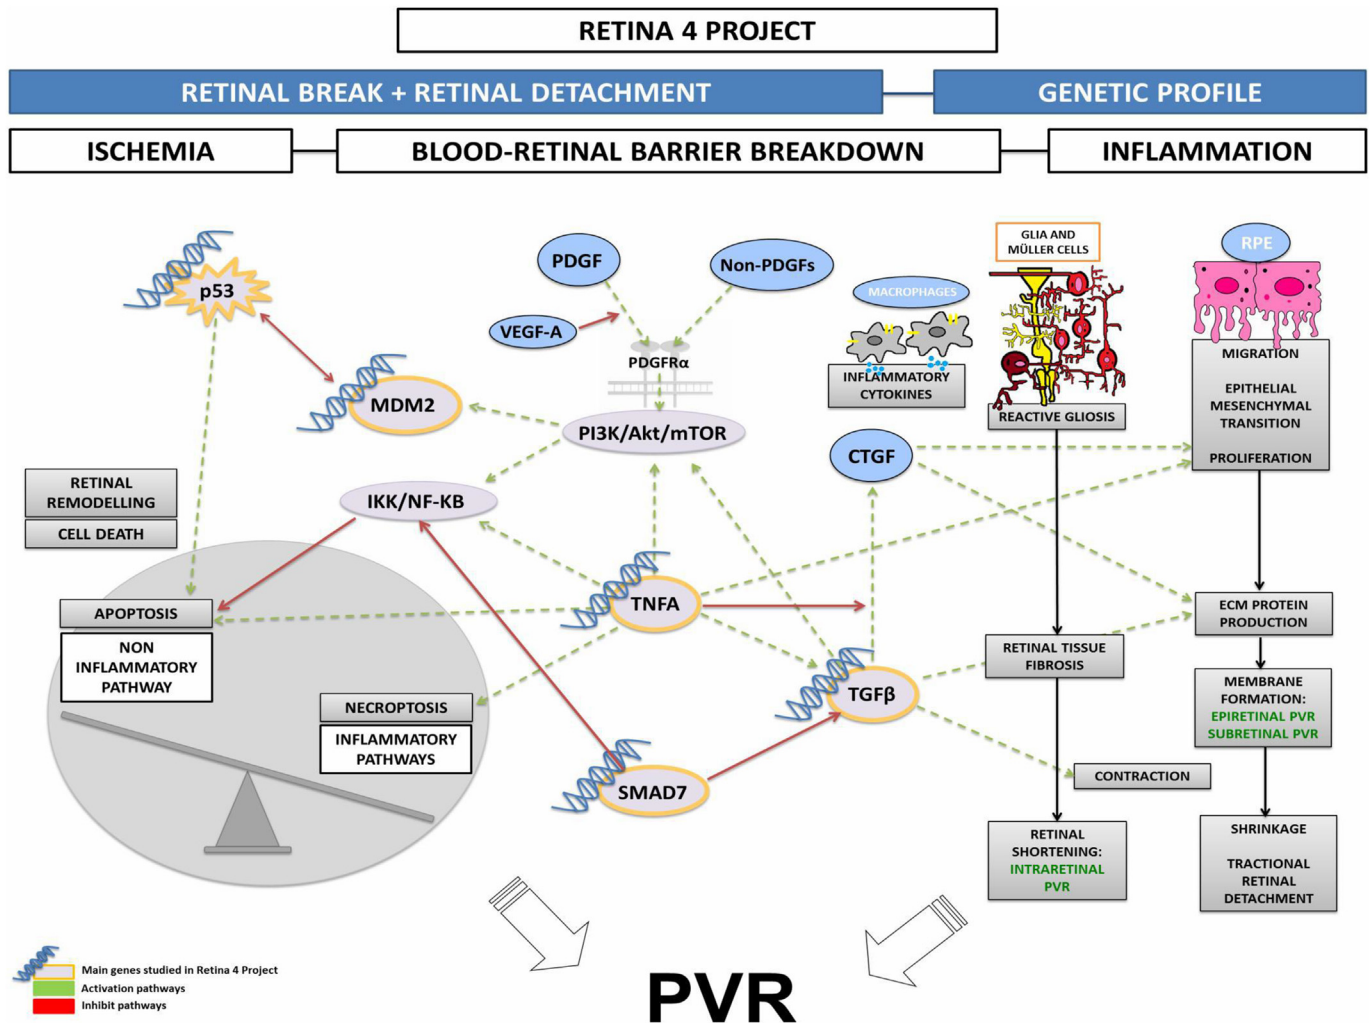 RETINA 4 PROJECT
RETINAL BREAK + RETINAL DETACHMENT
GENETIC PROFILE
ISCHEMIA
BLOOD-RETINAL BARRIER BREAKDOWN
INFLAMMATION
p53
MDM2
PDGF
Non-PDGFs
VEGF-A
PDGFRα
PI3K/Akt/mTOR
IKK/NF-KB
MACROPHAGES
INFLAMMATORY
CYTOKINES
GLIA AND
MÜLLER CELLS
REACTIVE GLIOSIS
RPE
MIGRATION
EPITHELIAL
MESENCHYMAL
TRANSITION
PROLIFERATION
CTGF
RETINAL
REMODELLING
CELL DEATH
APOPTOSIS
NON
INFLAMMATORY
PATHWAY
NECROPTOSIS
INFLAMMATORY
PATHWAYS
TNFA
TGFβ
SMAD7
ECM PROTEIN
PRODUCTION
RETINAL TISSUE
FIBROSIS
MEMBRANE
FORMATION:
EPIRETINAL PVR
SUBRETINAL PVR
CONTRACTION
RETINAL
SHORTENING:
INTRARETINAL
PVR
SHRINKAGE
TRACTIONAL
RETINAL
DETACHMENT
Main genes studied in Retina 4 Project
Activation pathways
Inhibit pathways
PVR